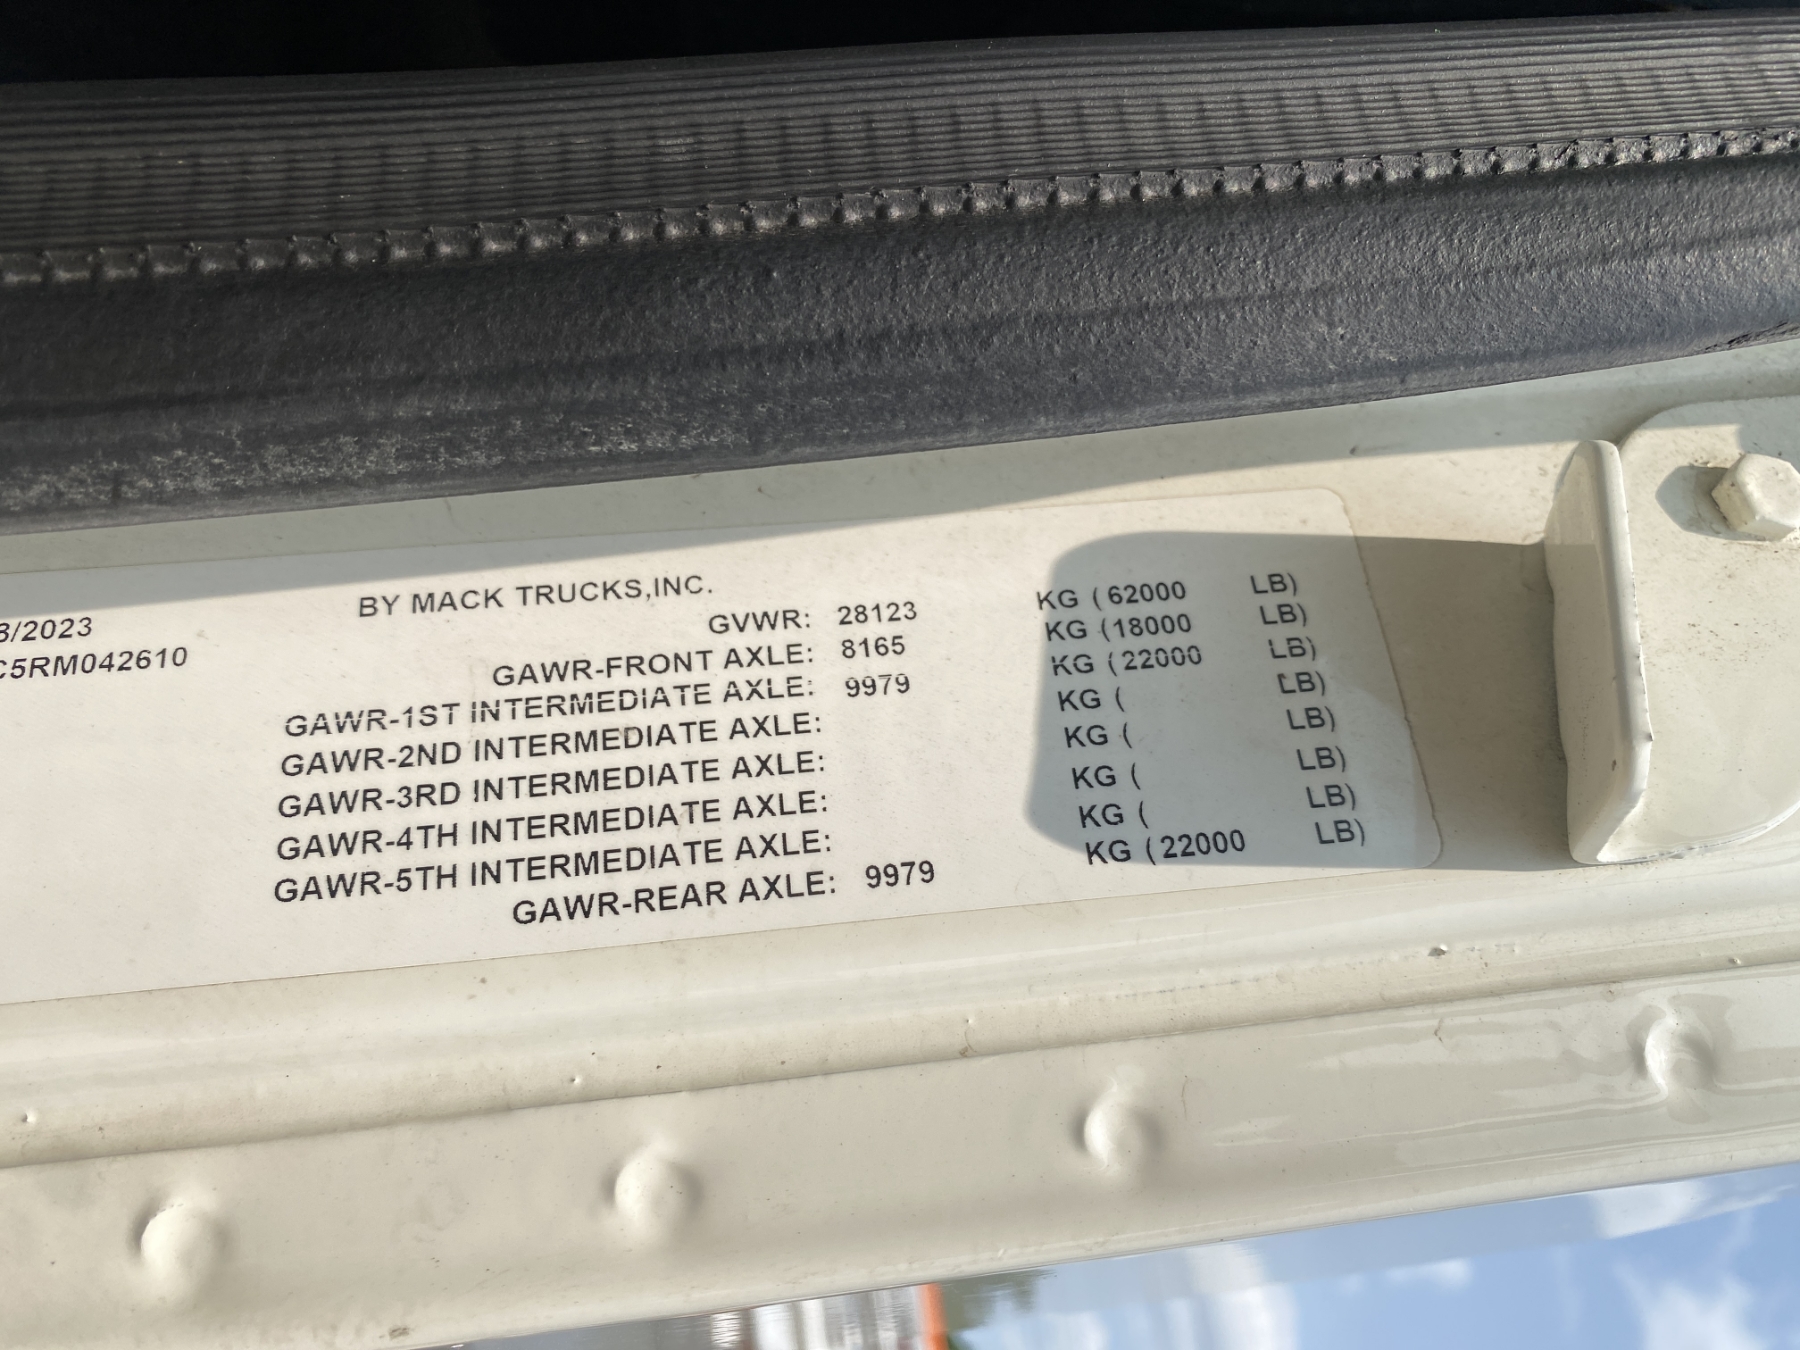 BY MACK TRUCKS,INC.
8/2023 GVWR: 28123 KG (62000 LB)
C5RM042610 GAWR-FRONT AXLE: 8165 KG (18000 LB)
GAWR-1ST INTERMEDIATE AXLE: 9979 KG (22000 LB)
GAWR-2ND INTERMEDIATE AXLE: KG ( LB)
GAWR-3RD INTERMEDIATE AXLE: KG ( LB)
GAWR-4TH INTERMEDIATE AXLE: KG ( LB)
GAWR-5TH INTERMEDIATE AXLE: KG ( LB)
GAWR-REAR AXLE: 9979 KG (22000 LB)